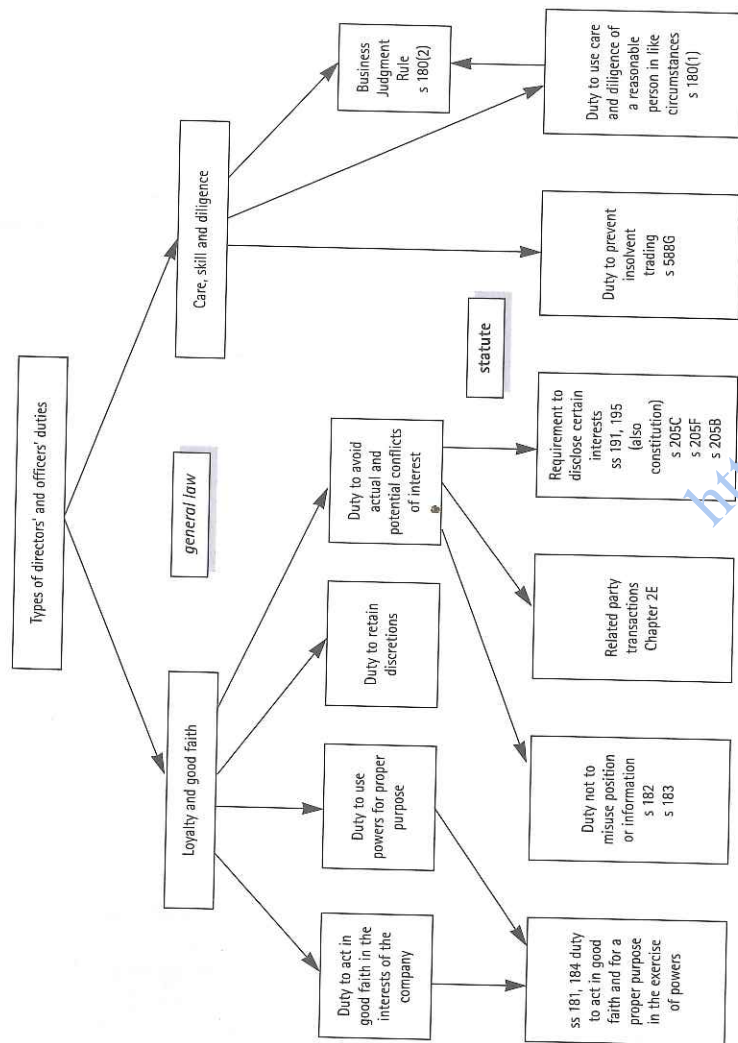 Types of directors' and officers' duties
Loyalty and good faith
general law
Care, skill and diligence
Duty to act in
good faith in the
interests of the
company
Duty to use
powers for proper
purpose
Duty to retain
discretions
Duty to avoid
actual and
potential conflicts
of interest
Business
Judgment
Rule
s 180(2)
statute
ss 181, 184 duty
to act in good
faith and for a
proper purpose
in the exercise
of powers
Duty not to
misuse position
or information
s 182
s 183
Related party
transactions
Chapter 2E
Requirement to
disclose certain
interests
ss 191, 195
(also
constitution)
s 205C
s 205F
s 205B
Duty to prevent
insolvent
trading
s 588G
Duty to use care
and diligence of
a reasonable
person in like
circumstances
s 180(1)
htt